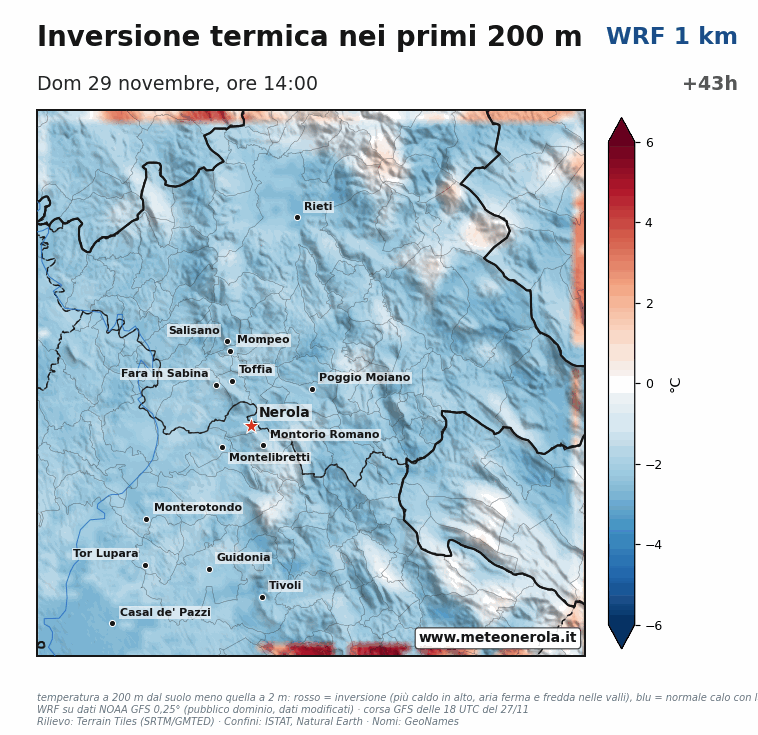 Inversione termica nei primi 200 m WRF 1 km
Dom 29 novembre, ore 14:00 +43h
Rieti
Salisano
Mompeo
Fara in Sabina
Toffia
Poggio Moiano
Nerola
Montorio Romano
Montelibretti
Monterotondo
Tor Lupara
Guidonia
Tivoli
Casal de' Pazzi
www.meteonerola.it
6
4
2
0
−2
−4
−6
°C
temperatura a 200 m dal suolo meno quella a 2 m: rosso = inversione (più caldo in alto, aria ferma e fredda nelle valli), blu = normale calo con
WRF su dati NOAA GFS 0,25° (pubblico dominio, dati modificati) · corsa GFS delle 18 UTC del 27/11
Rilievo: Terrain Tiles (SRTM/GMTED) · Confini: ISTAT, Natural Earth · Nomi: GeoNames